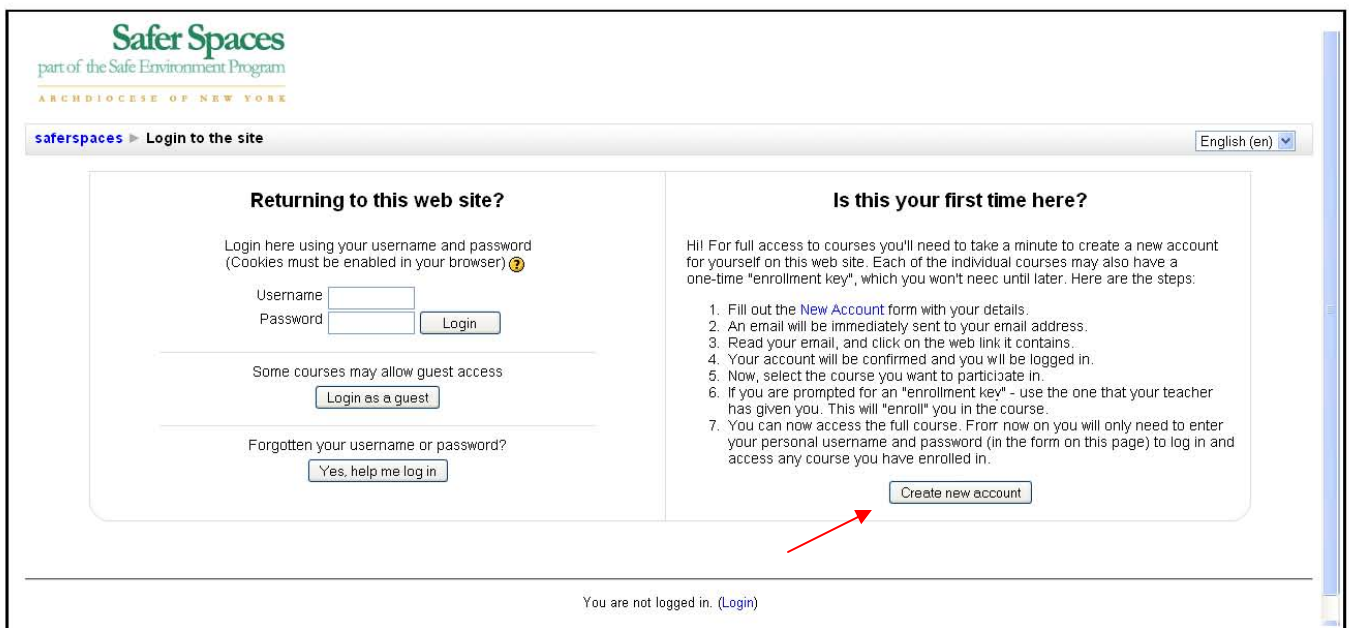 Safer Spaces
part of the Safe Environment Program
ARCHDIOCESE OF NEW YORK
saferspaces ► Login to the site
English (en)
Returning to this web site?
Login here using your username and password
(Cookies must be enabled in your browser) ?
Username
Password
Login
Some courses may allow guest access
Login as a guest
Forgotten your username or password?
Yes, help me log in
Is this your first time here?
Hi! For full access to courses you'll need to take a minute to create a new account
for yourself on this web site. Each of the individual courses may also have a
one-time "enrollment key", which you won't need until later. Here are the steps:
1. Fill out the New Account form with your details.
2. An email will be immediately sent to your email address.
3. Read your email, and click on the web link it contains.
4. Your account will be confirmed and you will be logged in.
5. Now, select the course you want to participate in.
6. If you are prompted for an "enrollment key" - use the one that your teacher
has given you. This will "enroll" you in the course.
7. You can now access the full course. From now on you will only need to enter
your personal username and password (in the form on this page) to log in and
access any course you have enrolled in.
Create new account
You are not logged in. (Login)